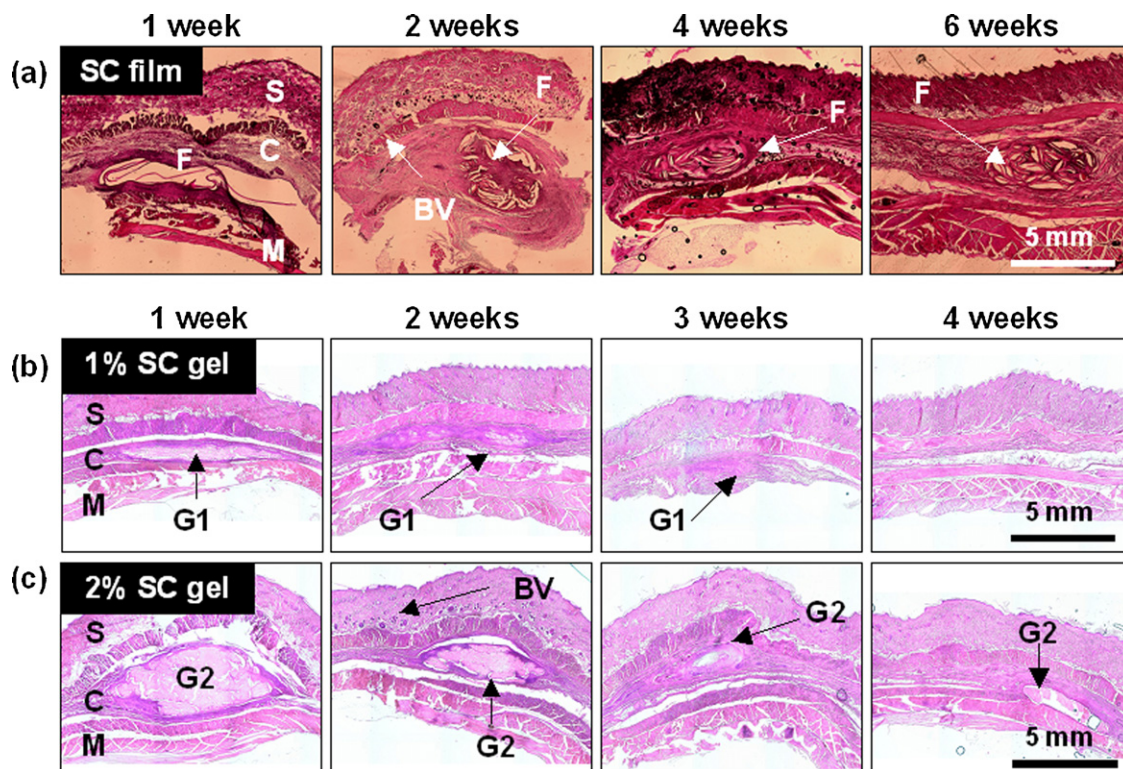 1 week 2 weeks 4 weeks 6 weeks
(a) SC film
S
F
C
F
M
BV
F
F
5 mm
1 week 2 weeks 3 weeks 4 weeks
(b) 1% SC gel
S
C
M
G1
G1
G1
5 mm
(c) 2% SC gel
S
G2
C
M
BV
G2
G2
G2
5 mm